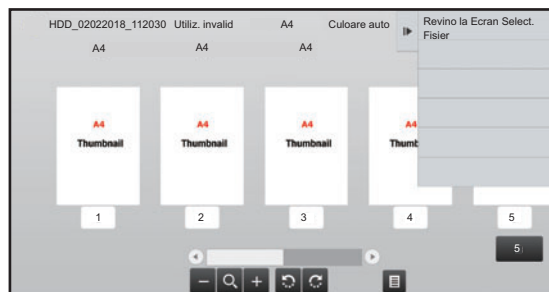 HDD_02022018_112030 Utiliz. invalid A4 Culoare auto
A4 A4 A4
Revino la Ecran Select.
Fisier
A4 A4 A4 A4
Thumbnail Thumbnail Thumbnail Thumb
1 2 3 4 5
5